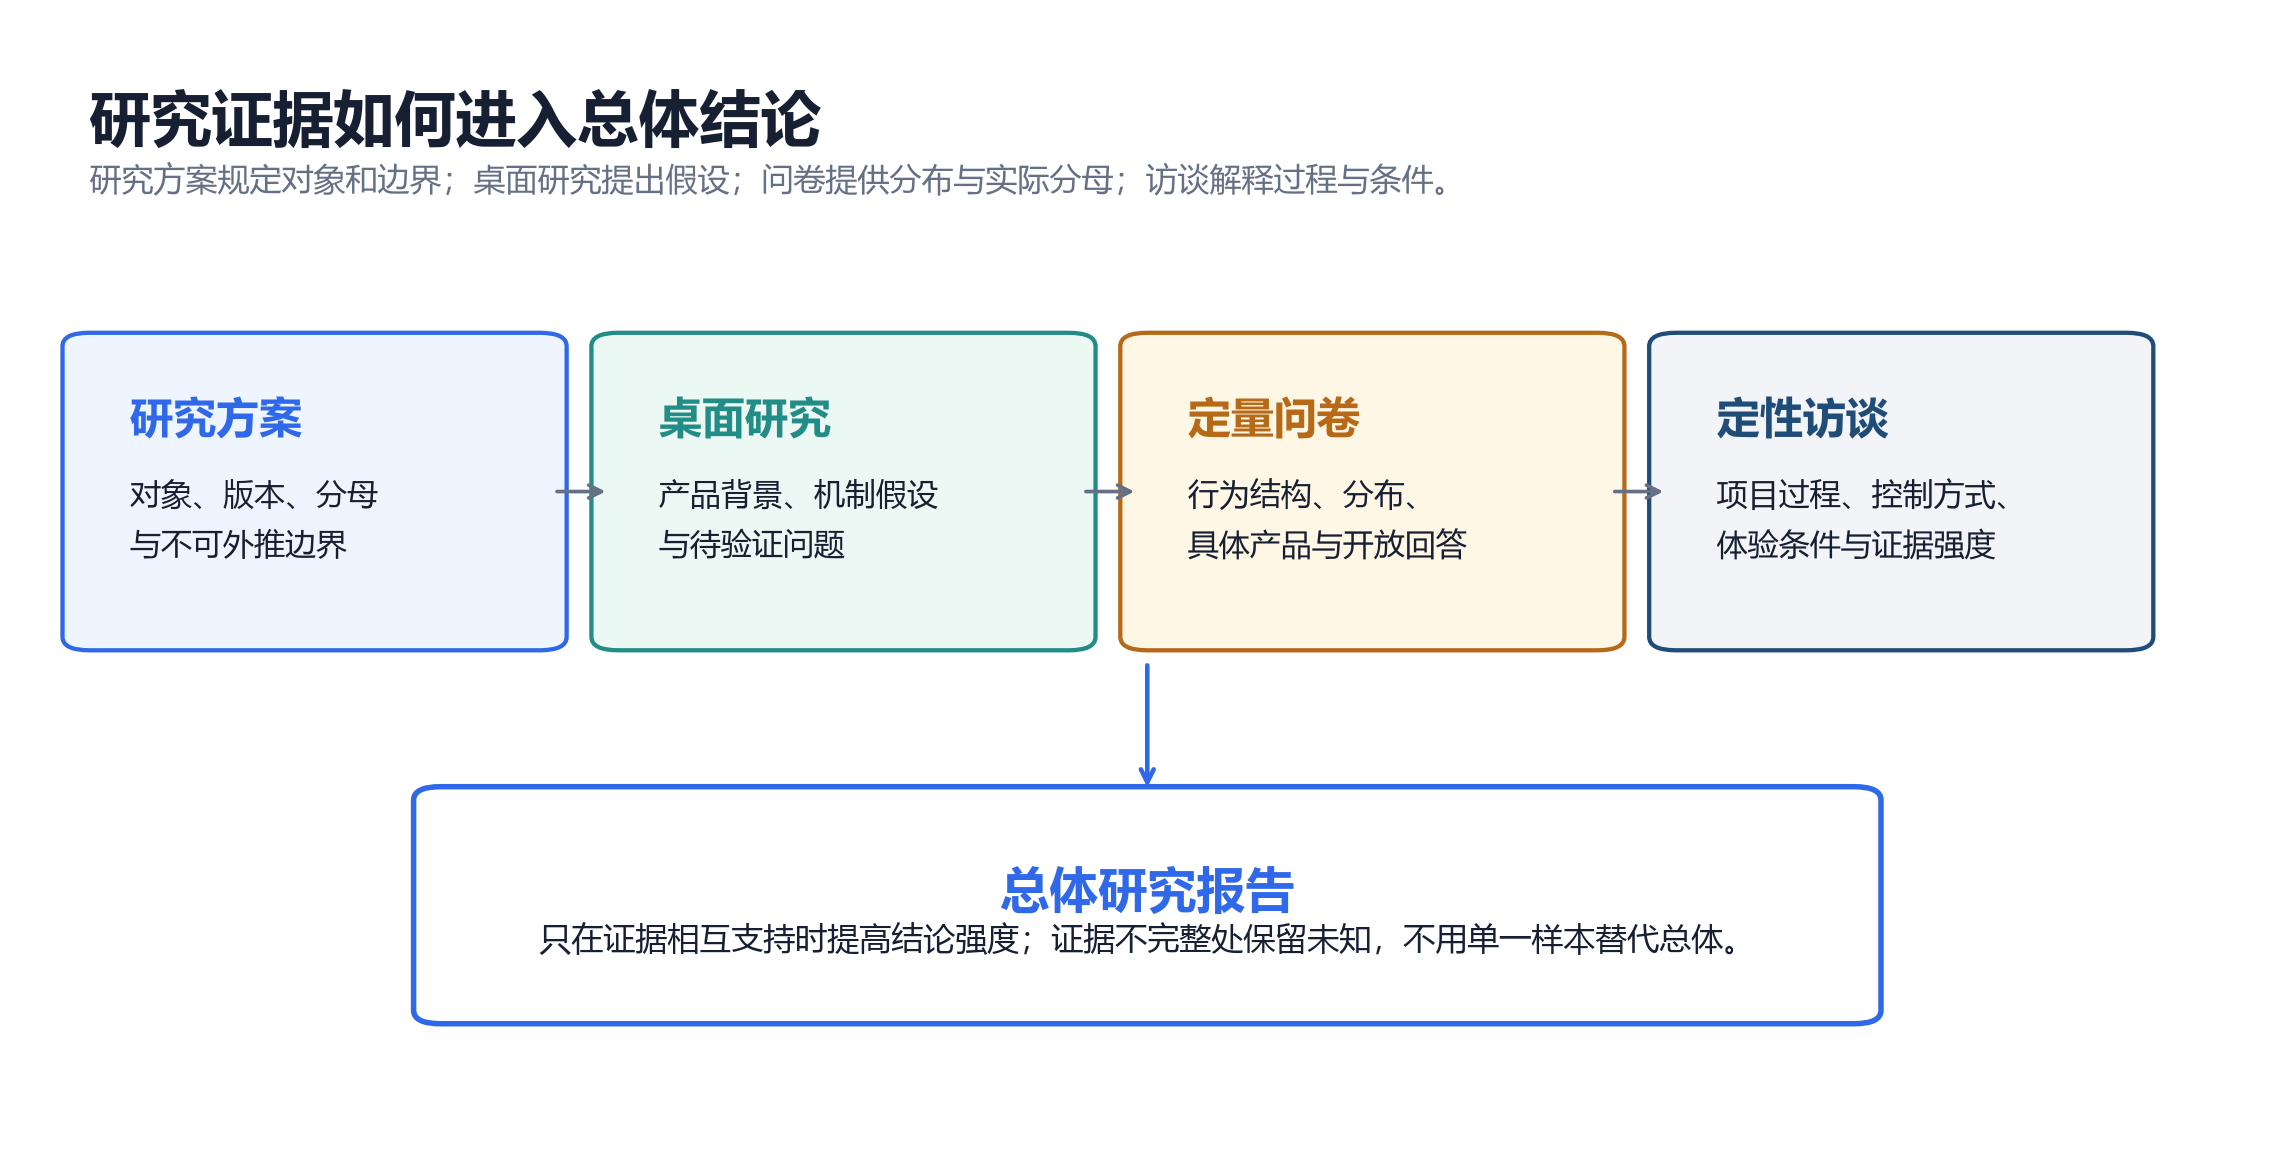 研究证据如何进入总体结论
研究方案规定对象和边界；桌面研究提出假设；问卷提供分布与实际分母；访谈解释过程与条件。
研究方案
对象、版本、分母
与不可外推边界
桌面研究
产品背景、机制假设
与待验证问题
定量问卷
行为结构、分布、
具体产品与开放回答
定性访谈
项目过程、控制方式、
体验条件与证据强度
总体研究报告
只在证据相互支持时提高结论强度；证据不完整处保留未知，不用单一样本替代总体。